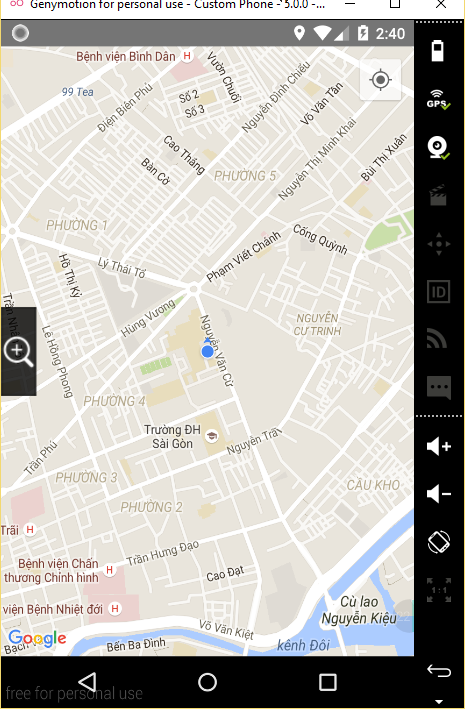 Genymotion for personal use - Custom Phone - 5.0.0 -...
2:40
Bệnh viện Bình Dân
H
99 Tea
Điện Biên Phủ
Vườn Chuối
Số 2
Số 3
Nguyễn Đình Chiểu
Võ Văn Tần
GPS
Cao Thắng
Bàn Cờ
Nguyễn Thị Minh Khai
Bùi Thị Xuân
PHƯỜNG 5
PHƯỜNG 1
Cống Quỳnh
Phạm Viết Chánh
Lý Thái Tổ
Hồ Thị Kỷ
ID
Hùng Vương
NGUYỄN
CƯ TRINH
Nguyễn Văn Cừ
Lê Hồng Phong
PHƯỜNG 4
Trường ĐH
Sài Gòn
Nguyễn Trãi
Trần Phú
PHƯỜNG 3
CẦU KHO
PHƯỜNG 2
Trãi
H
Trần Hưng Đạo
Bệnh viện Chấn
thương Chỉnh hình
H
Cao Đạt
1:1
viện Bệnh Nhiệt đới
H
Cù lao
Nguyễn Kiệu
Google
Võ Văn Kiệt
Bến Ba Đình
kênh Đôi
free for personal use